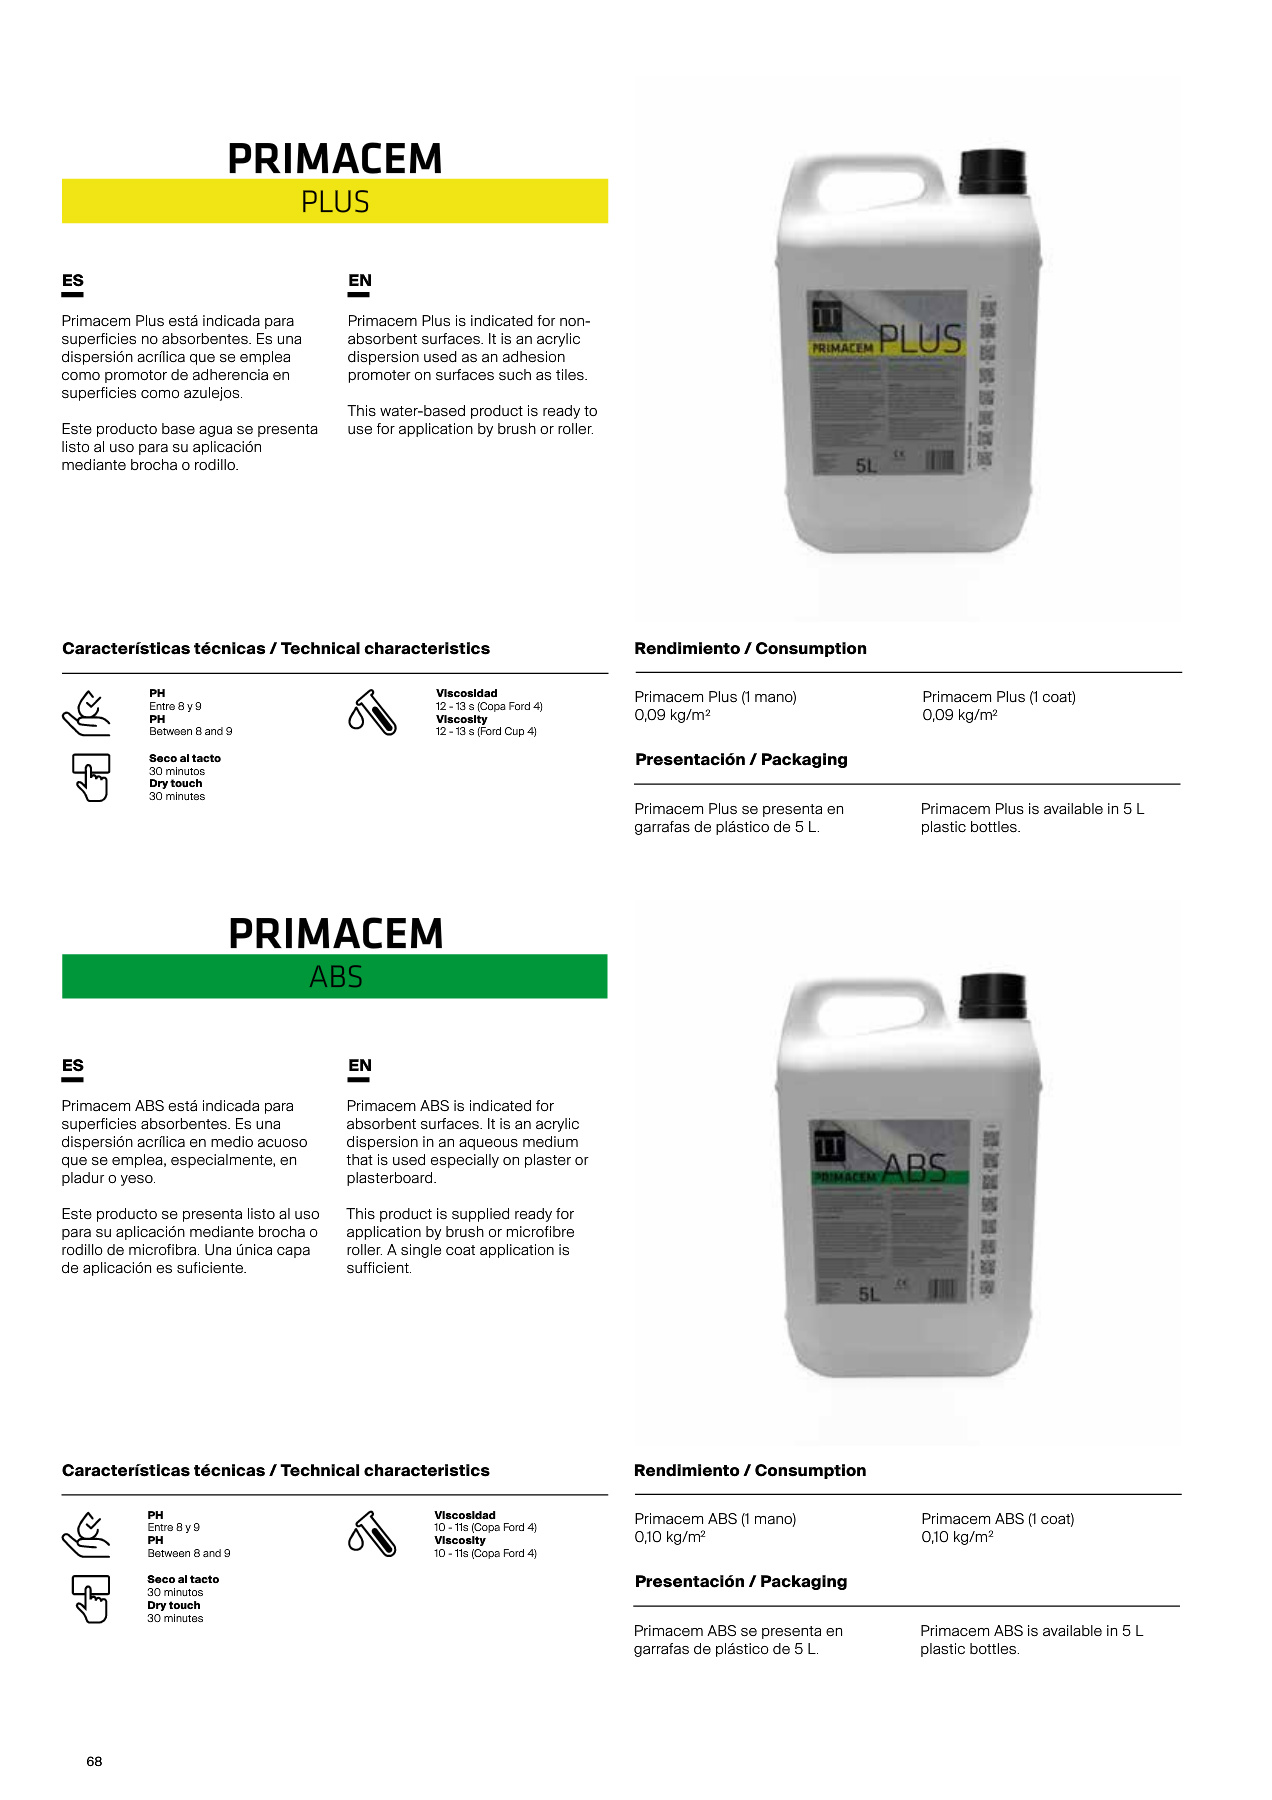 PRIMACEM
PLUS
ES
Primacem Plus está indicada para
superficies no absorbentes. Es una
dispersión acrílica que se emplea
como promotor de adherencia en
superficies como azulejos.
Este producto base agua se presenta
listo al uso para su aplicación
mediante brocha o rodillo.
EN
Primacem Plus is indicated for non-
absorbent surfaces. It is an acrylic
dispersion used as an adhesion
promoter on surfaces such as tiles.
This water-based product is ready to
use for application by brush or roller.
PRIMACEM PLUS
5L
CE
Características técnicas / Technical characteristics
PH
Entre 8 y 9
PH
Between 8 and 9
Viscosidad
12 - 13 s (Copa Ford 4)
Viscosity
12 - 13 s (Ford Cup 4)
Seco al tacto
30 minutos
Dry touch
30 minutes
Rendimiento / Consumption
Primacem Plus (1 mano)
0,09 kg/m²
Primacem Plus (1 coat)
0,09 kg/m²
Presentación / Packaging
Primacem Plus se presenta en
garrafas de plástico de 5 L.
Primacem Plus is available in 5 L
plastic bottles.
PRIMACEM
ABS
ES
Primacem ABS está indicada para
superficies absorbentes. Es una
dispersión acrílica en medio acuoso
que se emplea, especialmente, en
pladur o yeso.
Este producto se presenta listo al uso
para su aplicación mediante brocha o
rodillo de microfibra. Una única capa
de aplicación es suficiente.
EN
Primacem ABS is indicated for
absorbent surfaces. It is an acrylic
dispersion in an aqueous medium
that is used especially on plaster or
plasterboard.
This product is supplied ready for
application by brush or microfibre
roller. A single coat application is
sufficient.
PRIMACEM ABS
5L
CE
Características técnicas / Technical characteristics
PH
Entre 8 y 9
PH
Between 8 and 9
Viscosidad
10 - 11s (Copa Ford 4)
Viscosity
10 - 11s (Copa Ford 4)
Seco al tacto
30 minutos
Dry touch
30 minutes
Rendimiento / Consumption
Primacem ABS (1 mano)
0,10 kg/m²
Primacem ABS (1 coat)
0,10 kg/m²
Presentación / Packaging
Primacem ABS se presenta en
garrafas de plástico de 5 L.
Primacem ABS is available in 5 L
plastic bottles.
68